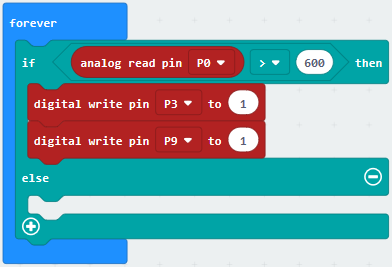 forever
if analog read pin P0 > 600 then
digital write pin P3 to 1
digital write pin P9 to 1
else